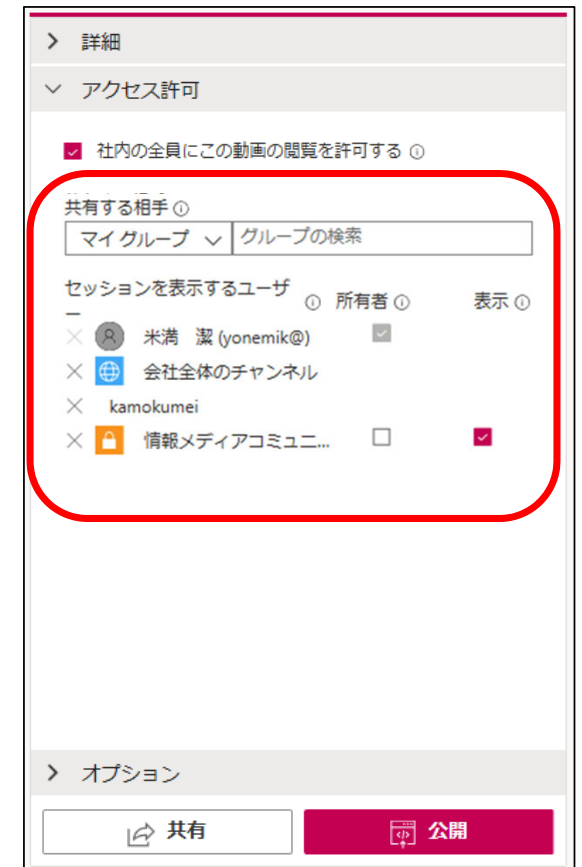 詳細
アクセス許可
社内の全員にこの動画の閲覧を許可する
共有する相手
マイ グループ グループの検索
セッションを表示するユーザー 所有者 表示
米満 潔 (yonemik@)
会社全体のチャンネル
kamokumei
情報メディアコミュニ...
オプション
共有 公開